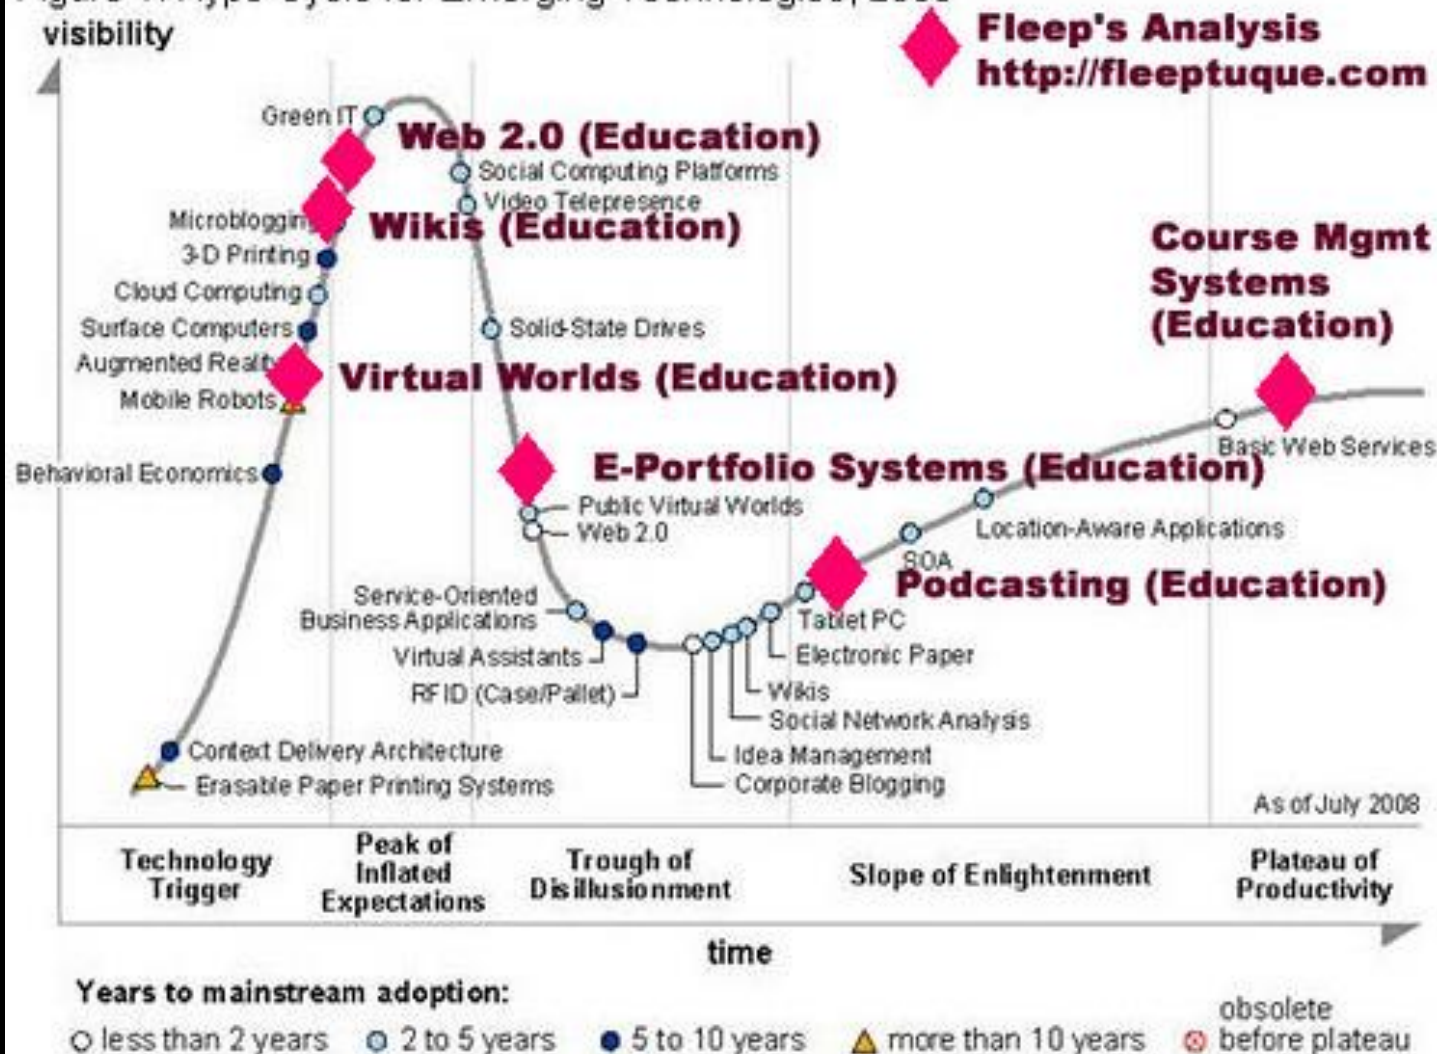 visibility
Fleep's Analysis
http://fleeptuque.com
Green IT
Web 2.0 (Education)
Social Computing Platforms
Video Telepresence
Microblogging
Wikis (Education)
3-D Printing
Cloud Computing
Surface Computers
Augmented Reality
Virtual Worlds (Education)
Mobile Robots
Solid-State Drives
Course Mgmt
Systems
(Education)
Basic Web Services
Behavioral Economics
E-Portfolio Systems (Education)
Public Virtual Worlds
Web 2.0
Location-Aware Applications
SOA
Podcasting (Education)
Service-Oriented
Business Applications
Tablet PC
Virtual Assistants
Electronic Paper
RFID (Case/Pallet)
Wikis
Social Network Analysis
Context Delivery Architecture
Idea Management
Erasable Paper Printing Systems
Corporate Blogging
As of July 2008
Technology
Trigger
Peak of
Inflated
Expectations
Trough of
Disillusionment
Slope of Enlightenment
Plateau of
Productivity
time
Years to mainstream adoption:
less than 2 years
2 to 5 years
5 to 10 years
more than 10 years
obsolete
before plateau